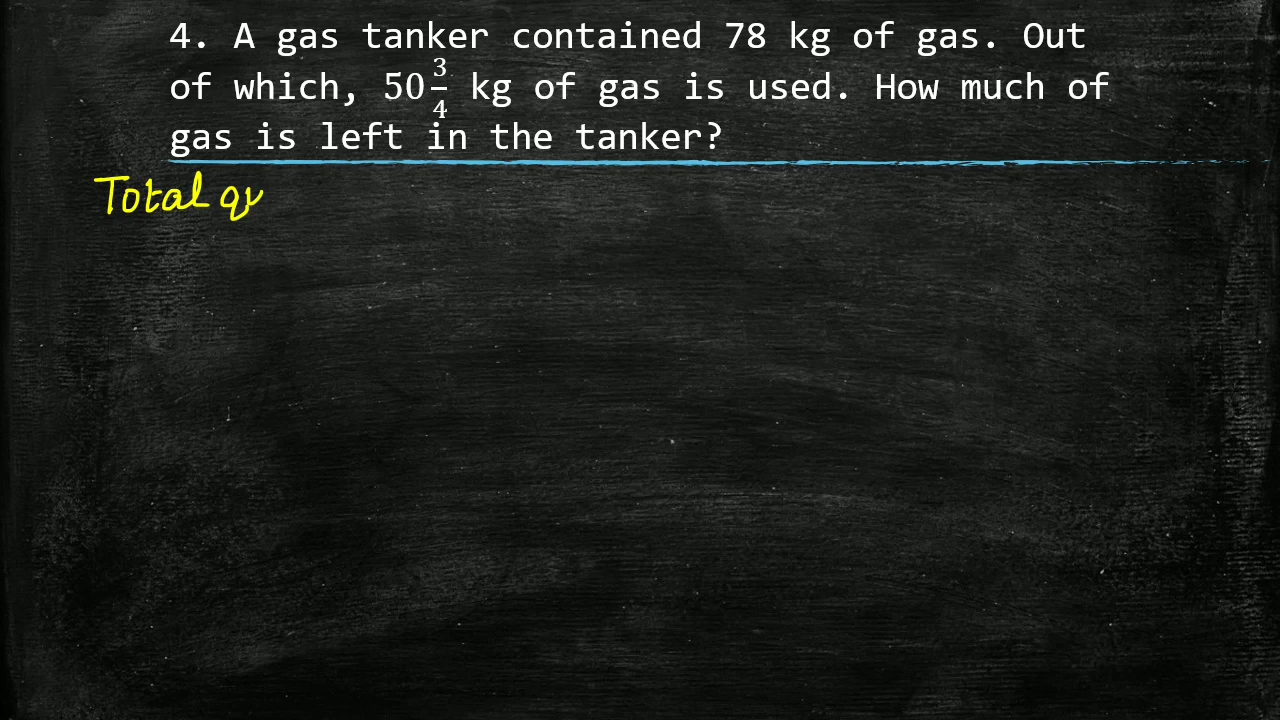 4. A gas tanker contained 78 kg of gas. Out
of which, 50 3/4 kg of gas is used. How much of
gas is left in the tanker?
Total qu